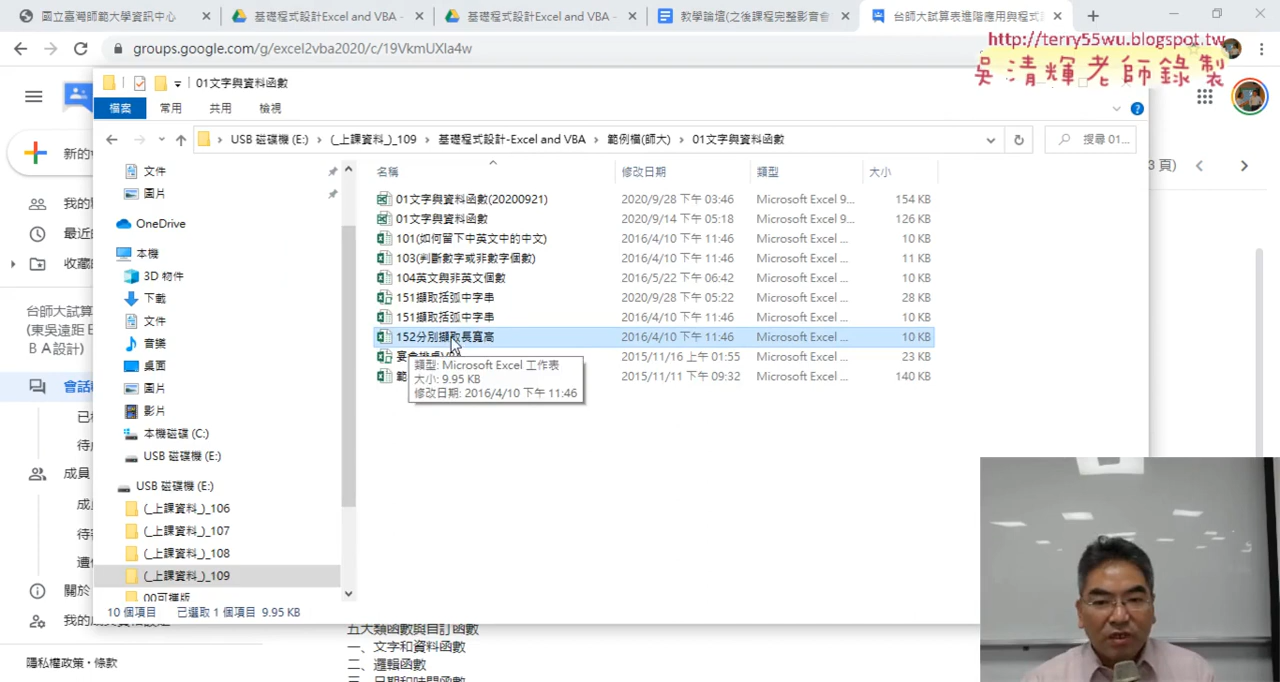 國立臺灣師範大學資訊中心
基礎程式設計Excel and VBA -
基礎程式設計Excel and VBA -
教學論壇(之後課程完整影音會
台師大試算表進階應用與程式
groups.google.com/g/excel2vba2020/c/19VkmUXIa4w
http://terry55wu.blogspot.tw
吳清輝老師錄製
01文字與資料函數
檔案 常用 共用 檢視
USB 磁碟機 (E:) › (_上課資料_)_109 › 基礎程式設計-Excel and VBA › 範例檔(師大) › 01文字與資料函數
搜尋 01...
新的
3 頁)
名稱 修改日期 類型 大小
文件
圖片
OneDrive
本機
3D 物件
下載
文件
音樂
桌面
圖片
影片
本機磁碟 (C:)
USB 磁碟機 (E:)
USB 磁碟機 (E:)
(_上課資料_)_106
(_上課資料_)_107
(_上課資料_)_108
(_上課資料_)_109
00可攜版
01文字與資料函數(20200921) 2020/9/28 下午 03:46 Microsoft Excel 9... 154 KB
01文字與資料函數 2020/9/14 下午 05:18 Microsoft Excel 9... 126 KB
101(如何留下中英文中的中文) 2016/4/10 下午 11:46 Microsoft Excel ... 10 KB
103(判斷數字或非數字個數) 2016/4/10 下午 11:46 Microsoft Excel ... 11 KB
104英文與非英文個數 2016/5/22 下午 06:42 Microsoft Excel ... 10 KB
151擷取括弧中字串 2020/9/28 下午 05:22 Microsoft Excel ... 28 KB
151擷取括弧中字串 2016/4/10 下午 11:46 Microsoft Excel ... 10 KB
152分別擷取長寬高 2016/4/10 下午 11:46 Microsoft Excel ... 10 KB
2015/11/16 上午 01:55 Microsoft Excel ... 23 KB
範 2015/11/11 下午 09:32 Microsoft Excel ... 140 KB
類型: Microsoft Excel 工作表
大小: 9.95 KB
修改日期: 2016/4/10 下午 11:46
10 個項目 已選取 1 個項目 9.95 KB
我的
最近
收藏
台師大試算
(東吳遠距 E
B A設計)
會話
已
待
成員
成
待
遭
關於
隱私權政策・條款
五大類函數與自訂函數
一、文字和資料函數
二、邏輯函數
三、日期和時間函數